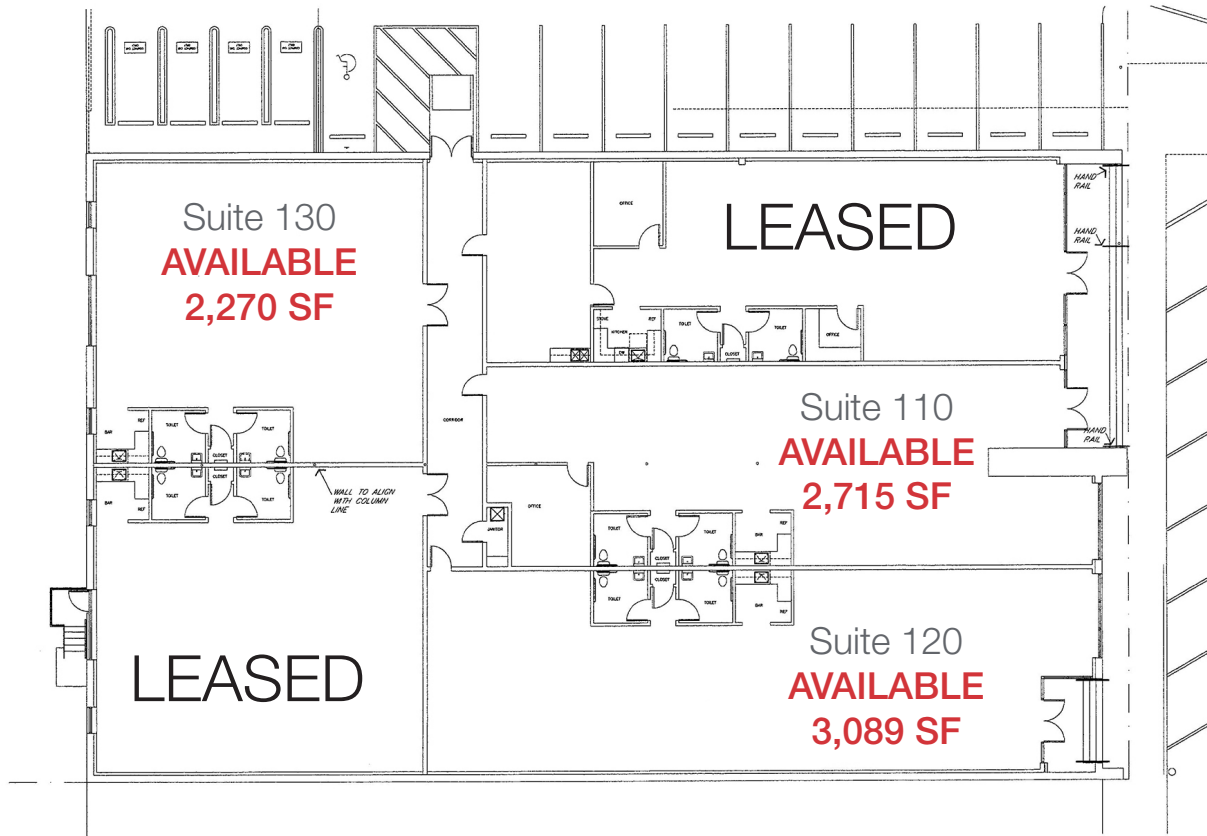 HAND
RAIL
OFFICE
LEASED
Suite 130
AVAILABLE
2,270 SF
HAND
RAIL
STOVE
KITCHEN
REF
DW
TOILET
CLOSET
TOILET
OFFICE
Suite 110
AVAILABLE
2,715 SF
HAND
RAIL
CORRIDOR
BAR
REF
TOILET
CLOSET
TOILET
BAR
REF
TOILET
CLOSET
TOILET
WALL TO ALIGN
WITH COLUMN
LINE
OFFICE
JANITOR
TOILET
CLOSET
TOILET
BAR
REF
TOILET
CLOSET
TOILET
BAR
REF
Suite 120
AVAILABLE
3,089 SF
LEASED